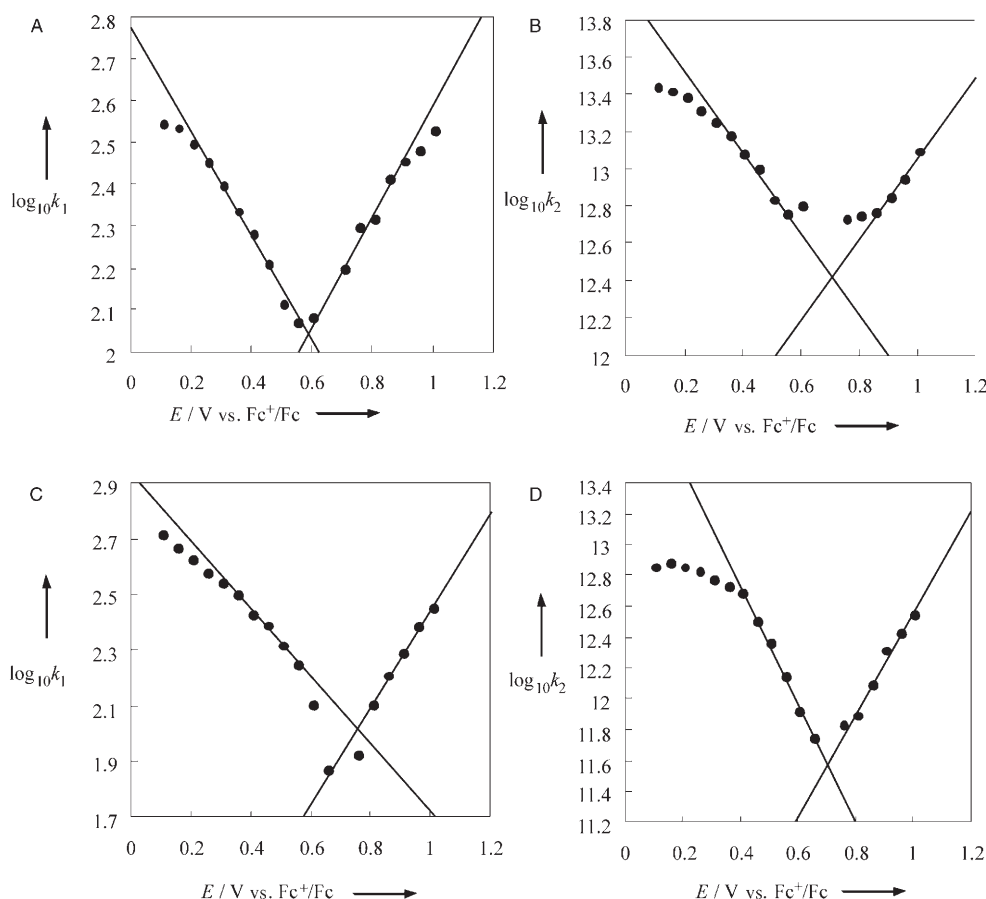 A
2.8
2.7
2.6
2.5
2.4
2.3
2.2
2.1
2
log₁₀k₁
0 0.2 0.4 0.6 0.8 1 1.2
E / V vs. Fc⁺/Fc
B
13.8
13.4
13.2
13
12.8
12.6
12.4
12.2
12
log₁₀k₂
0 0.2 0.4 0.6 0.8 1 1.2
E / V vs. Fc⁺/Fc
C
2.9
2.7
2.5
2.3
2.1
1.9
1.7
log₁₀k₁
0 0.2 0.4 0.6 0.8 1 1.2
E / V vs. Fc⁺/Fc
D
13.4
13.2
13
12.8
12.6
12.4
12.2
12
11.8
11.6
11.4
11.2
log₁₀k₂
0 0.2 0.4 0.6 0.8 1 1.2
E / V vs. Fc⁺/Fc